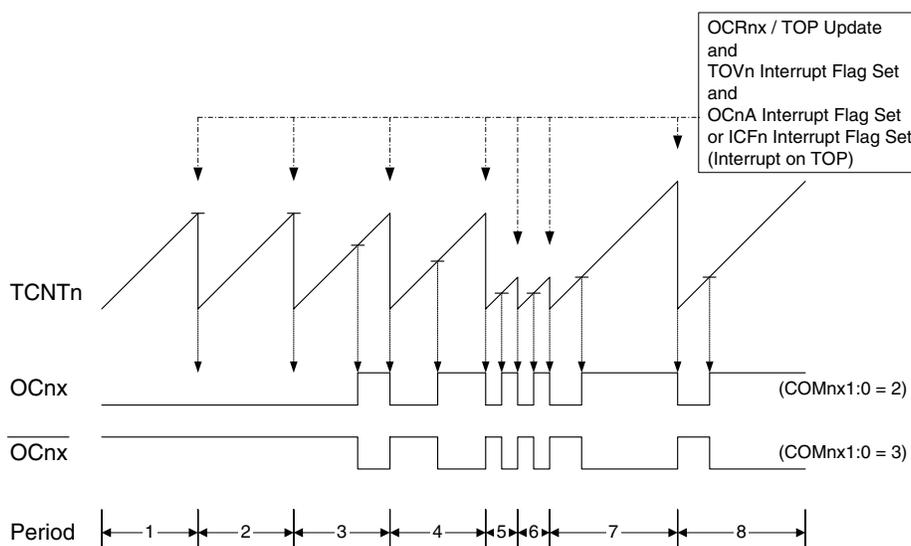 OCRnx / TOP Update
and
TOVn Interrupt Flag Set
and
OCnA Interrupt Flag Set
or ICFn Interrupt Flag Set
(Interrupt on TOP)
TCNTn
OCnx (COMnx1:0 = 2)
OCnx (COMnx1:0 = 3)
Period 1 2 3 4 5 6 7 8